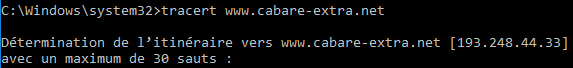 C:\Windows\system32>tracert www.cabare-extra.net
Détermination de l’itinéraire vers www.cabare-extra.net [193.248.44.33]
avec un maximum de 30 sauts :